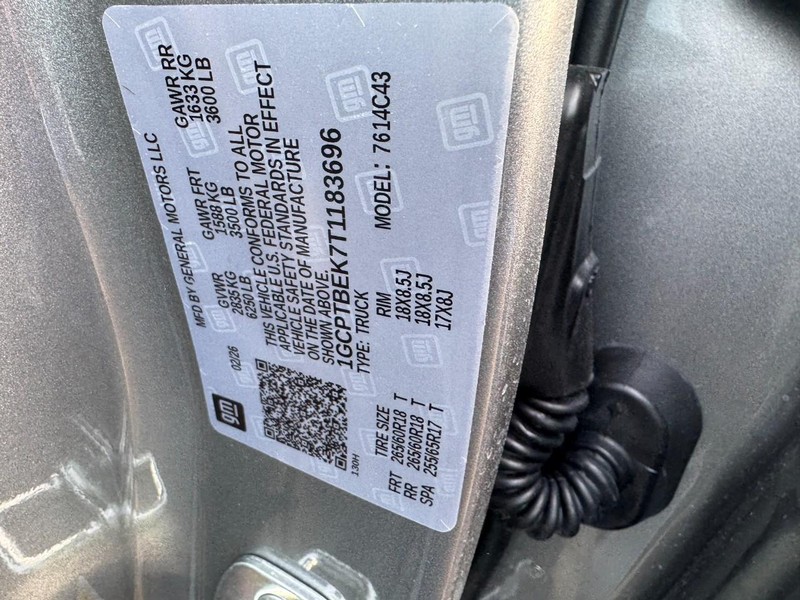 MFD BY GENERAL MOTORS LLC
02/26
GVWR GAWR FRT GAWR RR
2835 KG 1588 KG 1633 KG
6250 LB 3500 LB 3600 LB
THIS VEHICLE CONFORMS TO ALL
APPLICABLE U.S. FEDERAL MOTOR
VEHICLE SAFETY STANDARDS IN EFFECT
ON THE DATE OF MANUFACTURE
SHOWN ABOVE.
1GCPTBEK7T1183696
TYPE: TRUCK MODEL: 7614C43
gm
130H
TIRE SIZE RIM
FRT 265/60R18 T 18X8.5J
RR 265/60R18 T 18X8.5J
SPA 255/65R17 T 17X8J